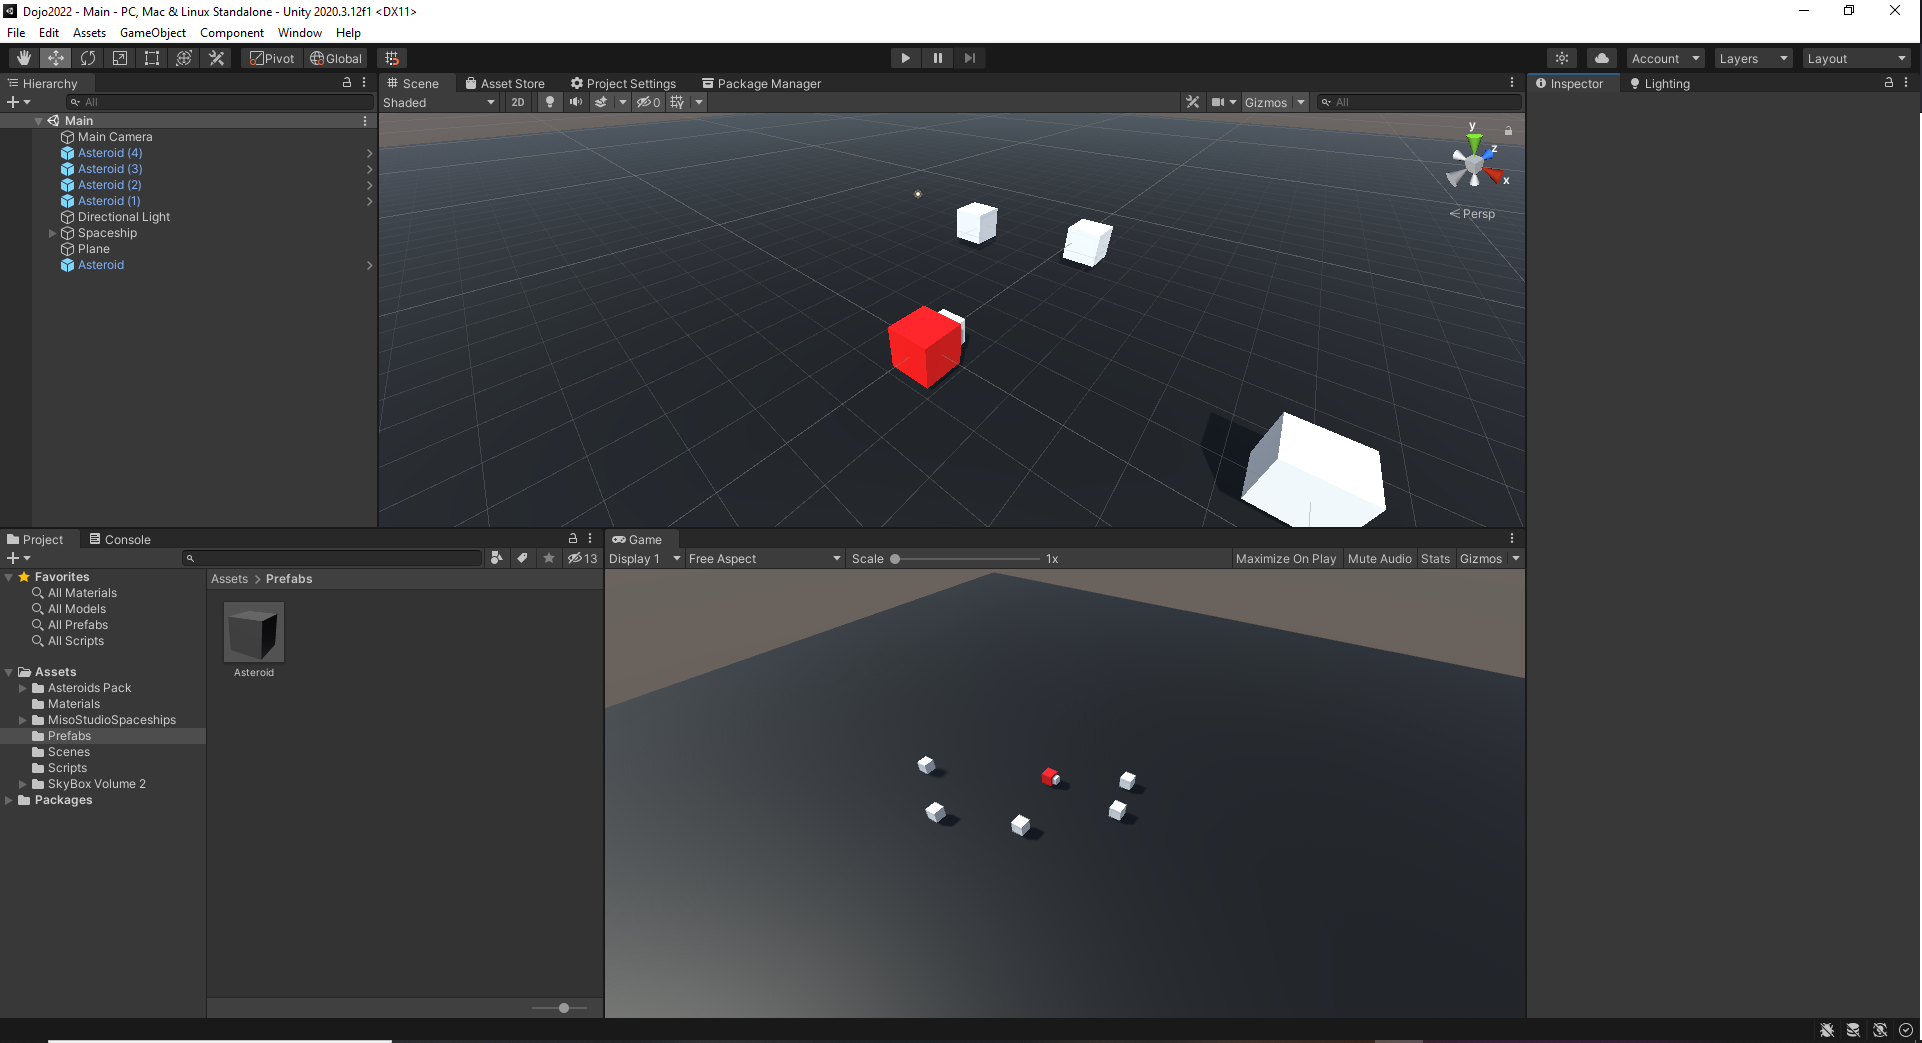 Dojo2022 - Main - PC, Mac & Linux Standalone - Unity 2020.3.12f1 <DX11>
File Edit Assets GameObject Component Window Help
Pivot Global Account Layers Layout
Hierarchy Scene Asset Store Project Settings Package Manager Inspector Lighting
All Shaded 2D 0 Gizmos All
Main
Main Camera
Asteroid (4)
Asteroid (3)
Asteroid (2)
Asteroid (1)
Directional Light
Spaceship
Plane
Asteroid
y
z
x
Persp
Project Console
13
Favorites
All Materials
All Models
All Prefabs
All Scripts
Assets
Asteroids Pack
Materials
MisoStudioSpaceships
Prefabs
Scenes
Scripts
SkyBox Volume 2
Packages
Assets > Prefabs
Asteroid
Game
Display 1 Free Aspect Scale 1x Maximize On Play Mute Audio Stats Gizmos